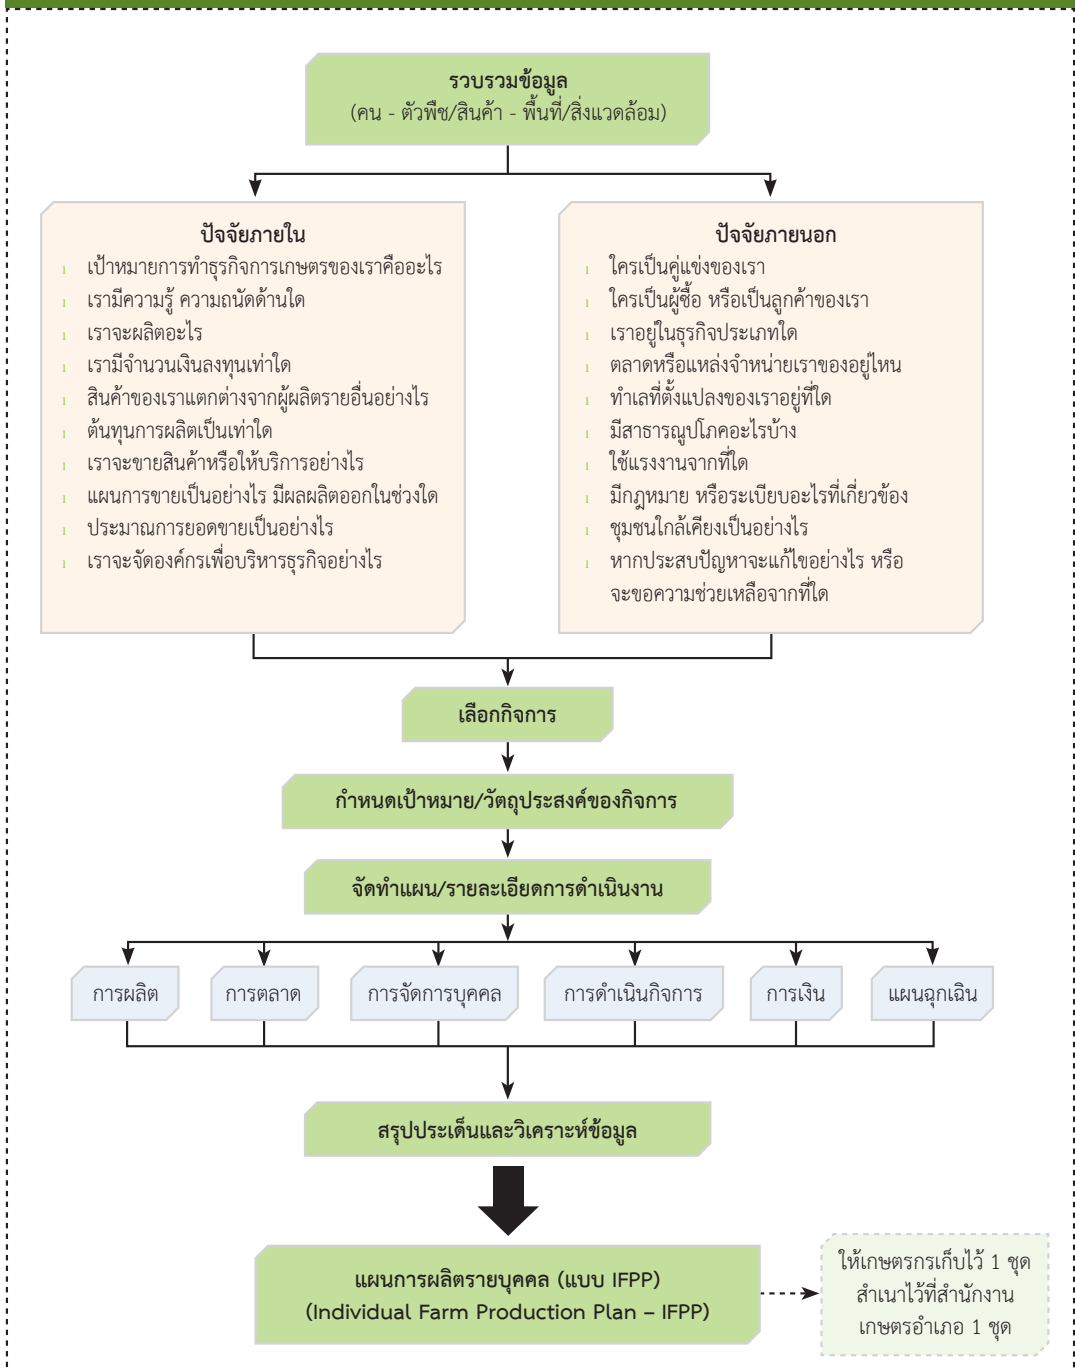 รวบรวมข้อมูล
(คน - ตัวพืช/สินค้า - พื้นที่/สิ่งแวดล้อม)
ปัจจัยภายใน
เป้าหมายการทำธุรกิจการเกษตรของเราคืออะไร
เรามีความรู้ ความถนัดด้านใด
เราจะผลิตอะไร
เรามีจำนวนเงินลงทุนเท่าใด
สินค้าของเราแตกต่างจากผู้ผลิตรายอื่นอย่างไร
ต้นทุนการผลิตเป็นเท่าใด
เราจะขายสินค้าหรือให้บริการอย่างไร
แผนการขายเป็นอย่างไร มีผลผลิตออกในช่วงใด
ประมาณการยอดขายเป็นอย่างไร
เราจะจัดองค์กรเพื่อบริหารธุรกิจอย่างไร
ปัจจัยภายนอก
ใครเป็นคู่แข่งของเรา
ใครเป็นผู้ซื้อ หรือเป็นลูกค้าของเรา
เราอยู่ในธุรกิจประเภทใด
ตลาดหรือแหล่งจำหน่ายเราของอยู่ไหน
ทำเลที่ตั้งแปลงของเราอยู่ที่ใด
มีสาธารณูปโภคอะไรบ้าง
ใช้แรงงานจากที่ใด
มีกฎหมาย หรือระเบียบอะไรที่เกี่ยวข้อง
ชุมชนใกล้เคียงเป็นอย่างไร
หากประสบปัญหาจะแก้ไขอย่างไร หรือ
จะขอความช่วยเหลือจากที่ใด
เลือกกิจการ
กำหนดเป้าหมาย/วัตถุประสงค์ของกิจการ
จัดทำแผน/รายละเอียดการดำเนินงาน
การผลิต
การตลาด
การจัดการบุคคล
การดำเนินกิจการ
การเงิน
แผนฉุกเฉิน
สรุปประเด็นและวิเคราะห์ข้อมูล
แผนการผลิตรายบุคคล (แบบ IFPP)
(Individual Farm Production Plan – IFPP)
ให้เกษตรกรเก็บไว้ 1 ชุด
สำเนาไว้ที่สำนักงาน
เกษตรอำเภอ 1 ชุด